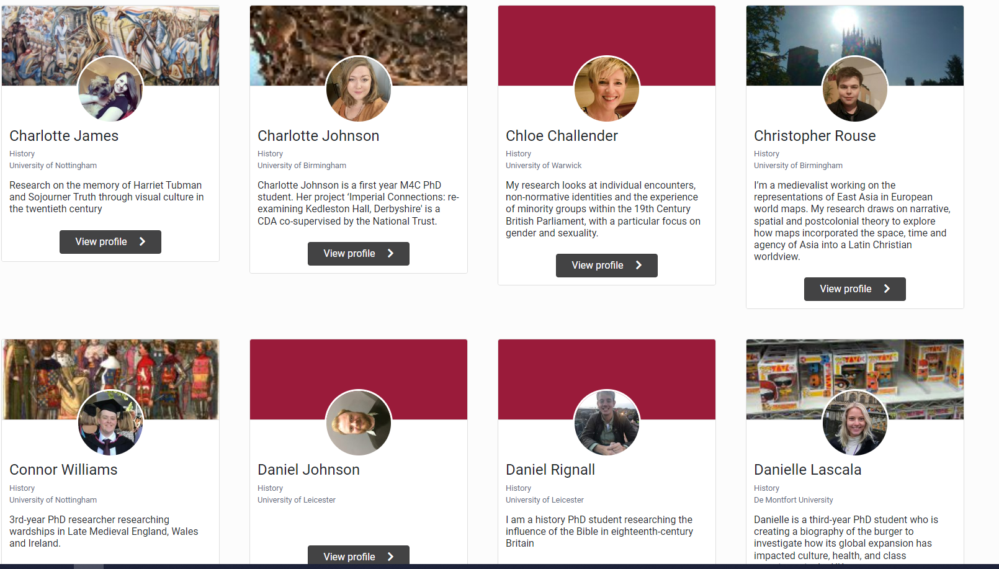 Charlotte James
History
University of Nottingham
Research on the memory of Harriet Tubman
and Sojourner Truth through visual culture in
the twentieth century
View profile
Charlotte Johnson
History
University of Birmingham
Charlotte Johnson is a first year M4C PhD
student. Her project ‘Imperial Connections: re-
examining Kedleston Hall, Derbyshire' is a
CDA co-supervised by the National Trust.
View profile
Chloe Challender
History
University of Warwick
My research looks at individual encounters,
non-normative identities and the experience
of minority groups within the 19th Century
British Parliament, with a particular focus on
gender and sexuality.
View profile
Christopher Rouse
History
University of Birmingham
I’m a medievalist working on the
representations of East Asia in European
world maps. My research draws on narrative,
spatial and postcolonial theory to explore
how maps incorporated the space, time and
agency of Asia into a Latin Christian
worldview.
View profile
Connor Williams
History
University of Nottingham
3rd-year PhD researcher researching
wardships in Late Medieval England, Wales
and Ireland.
Daniel Johnson
History
University of Leicester
View profile
Daniel Rignall
History
University of Leicester
I am a history PhD student researching the
influence of the Bible in eighteenth-century
Britain
Danielle Lascala
History
De Montfort University
Danielle is a third-year PhD student who is
creating a biography of the burger to
investigate how its global expansion has
impacted culture, health, and class